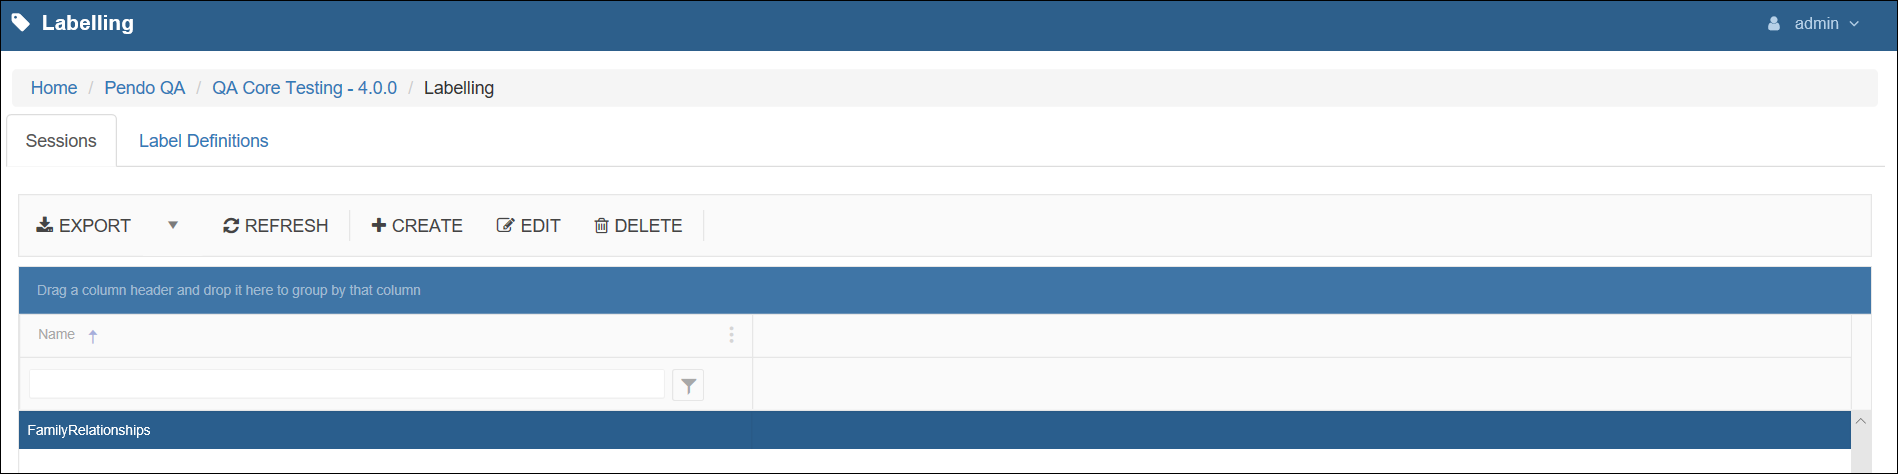 Labelling
admin
Home / Pendo QA / QA Core Testing - 4.0.0 / Labelling
Sessions Label Definitions
EXPORT REFRESH CREATE EDIT DELETE
Drag a column header and drop it here to group by that column
Name
FamilyRelationships